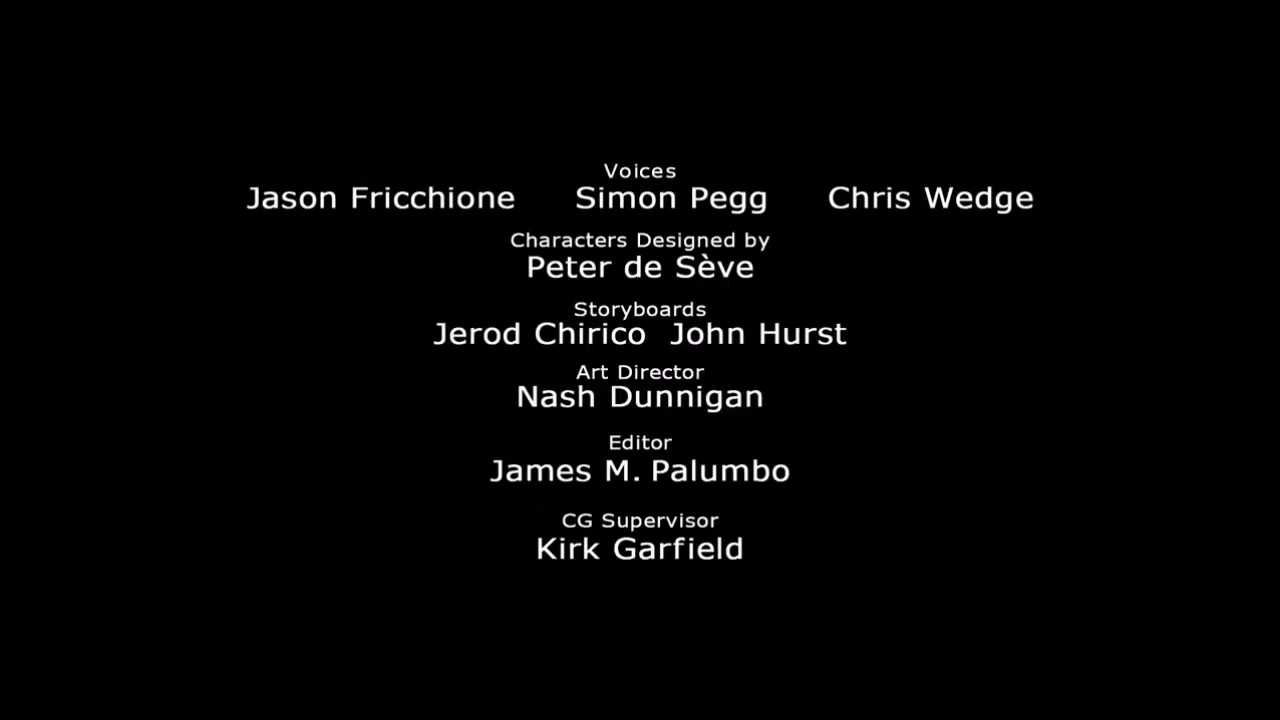 Voices
Jason Fricchione Simon Pegg Chris Wedge
Characters Designed by
Peter de Sève
Storyboards
Jerod Chirico John Hurst
Art Director
Nash Dunnigan
Editor
James M. Palumbo
CG Supervisor
Kirk Garfield